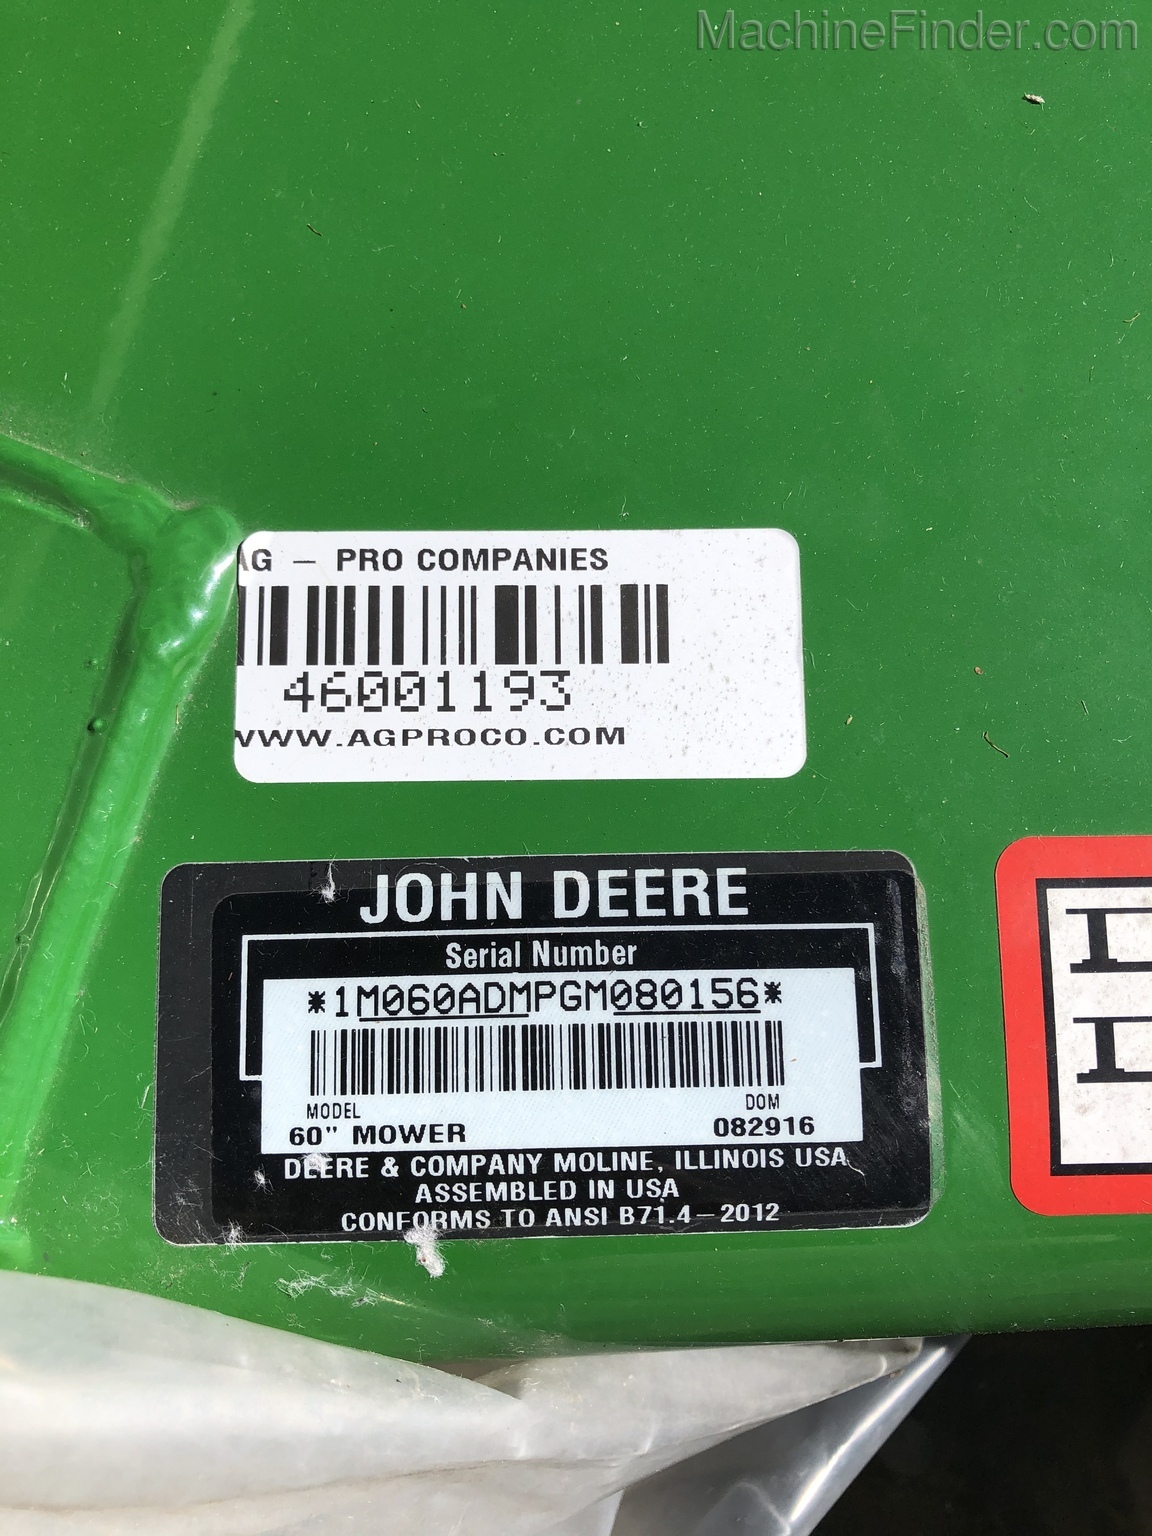 MachineFinder.com
AG – PRO COMPANIES
46001193
WWW.AGPROCO.COM
JOHN DEERE
Serial Number
*1M060ADMPGM080156*
MODEL DOM
60" MOWER 082916
DEERE & COMPANY MOLINE, ILLINOIS USA
ASSEMBLED IN USA
CONFORMS TO ANSI B71.4–2012